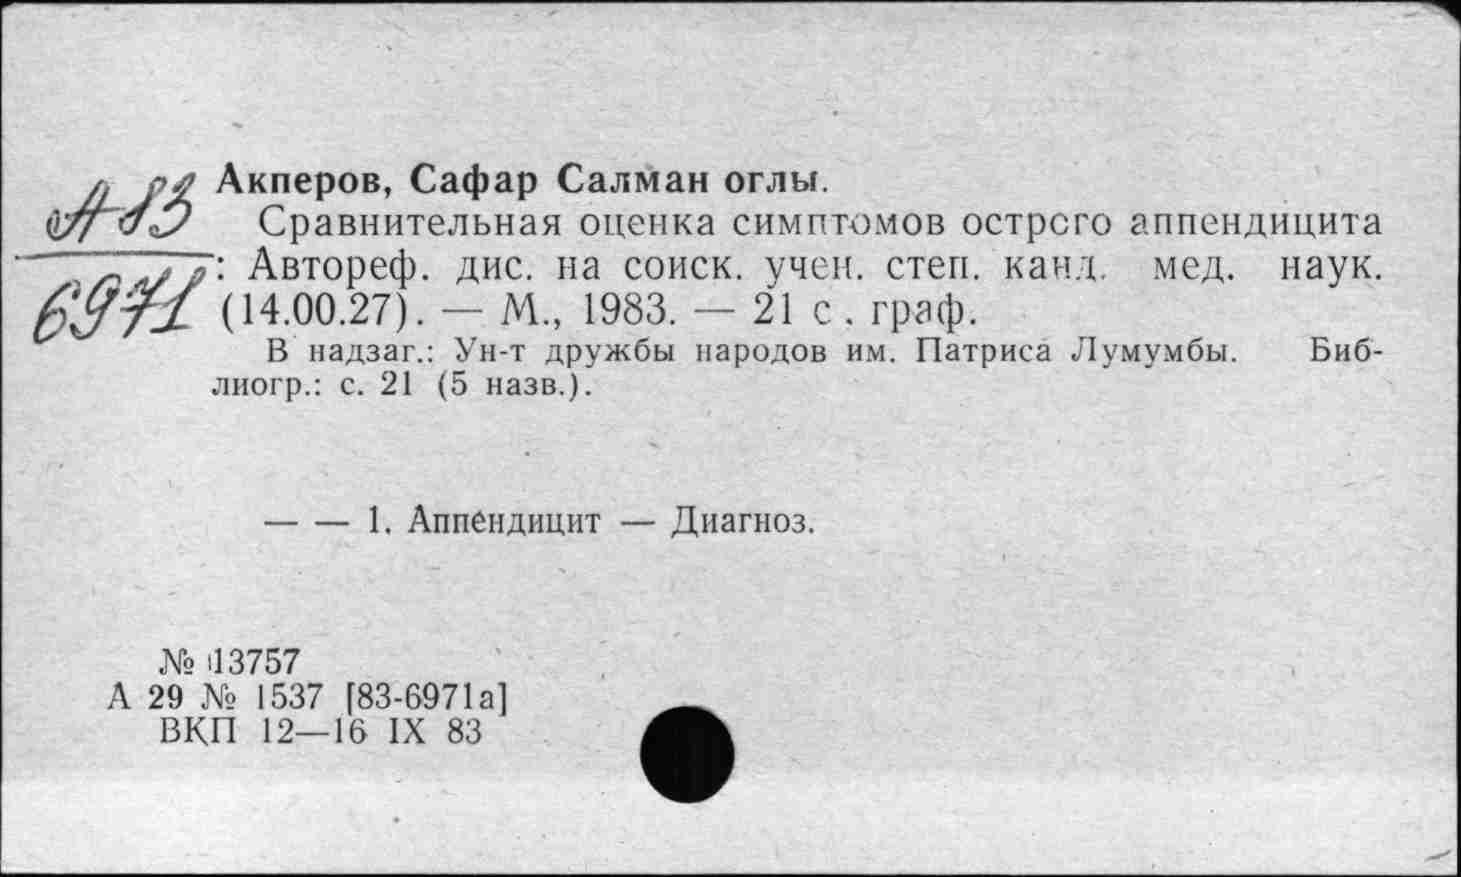 Акперов, Сафар Салман оглы.
А83
Сравнительная оценка симптомов острого аппендицита
: Автореф. дис. на соиск. учен. степ. канд. мед. наук.
6971
(14.00.27). — М., 1983. — 21 с. граф.
В надзаг.: Ун-т дружбы народов им. Патриса Лумумбы. Биб-
лиогр.: с. 21 (5 назв.).
— — 1. Аппендицит — Диагноз.
№ 13757
А 29 № 1537 [83-6971а]
ВКП 12—16 IX 83